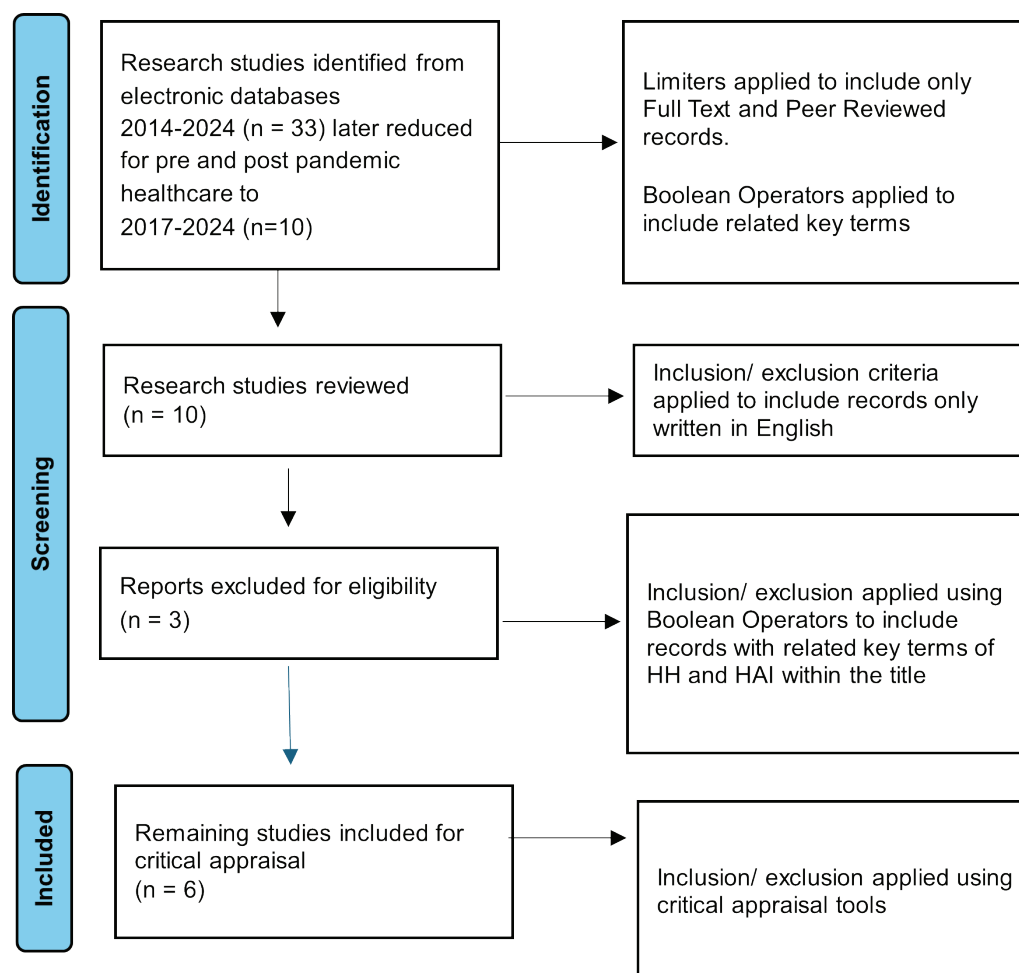 Identification
Research studies identified from
electronic databases
2014-2024 (n = 33) later reduced
for pre and post pandemic
healthcare to
2017-2024 (n=10)
Limiters applied to include only
Full Text and Peer Reviewed
records.
Boolean Operators applied to
include related key terms
Screening
Research studies reviewed
(n = 10)
Inclusion/ exclusion criteria
applied to include records only
written in English
Reports excluded for eligibility
(n = 3)
Inclusion/ exclusion applied using
Boolean Operators to include
records with related key terms of
HH and HAI within the title
Included
Remaining studies included for
critical appraisal
(n = 6)
Inclusion/ exclusion applied using
critical appraisal tools